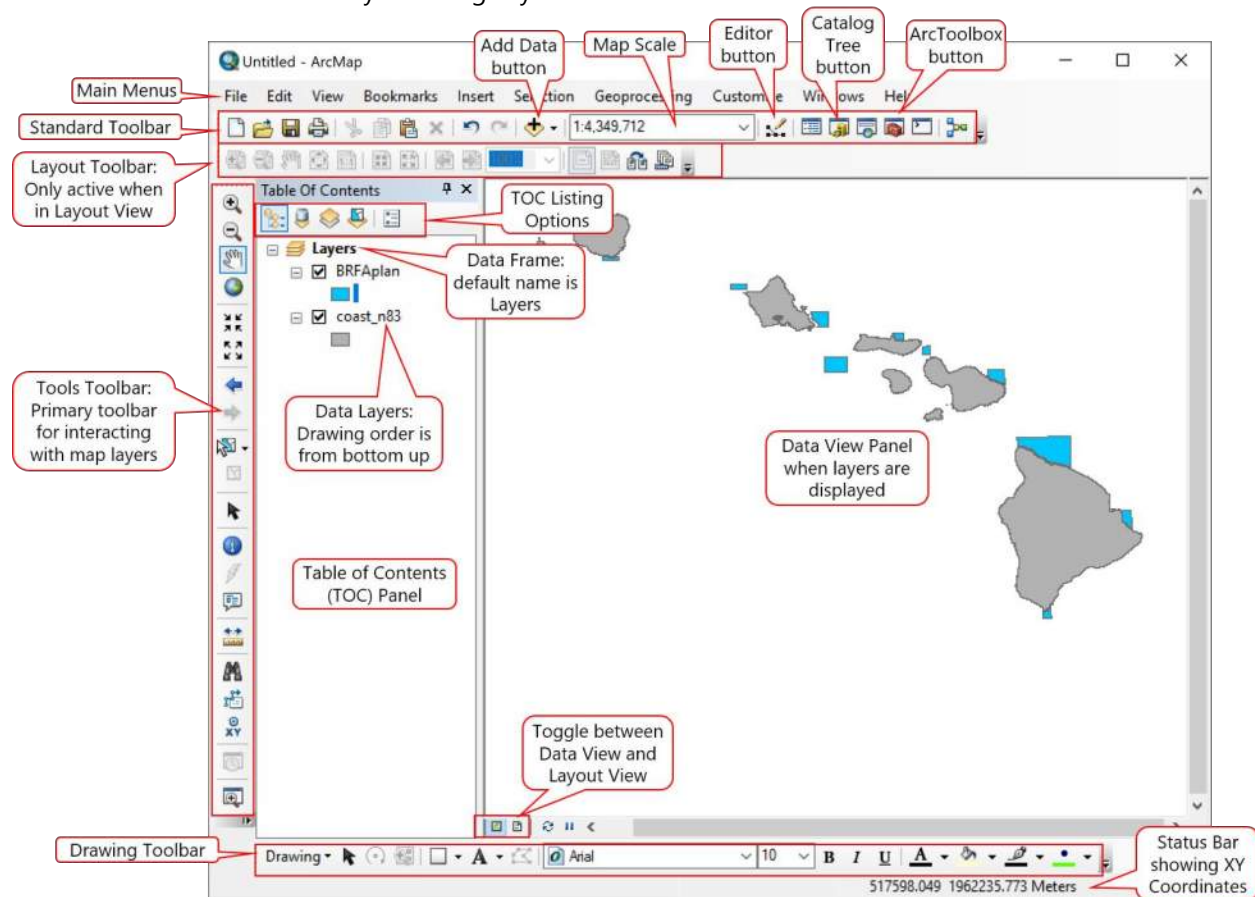 Add Data
button
Map Scale
Editor
button
Catalog
Tree
button
ArcToolbox
button
Untitled - ArcMap
Main Menus
File Edit View Bookmarks Insert Selection Geoprocessing Customize Windows Hel
Standard Toolbar
1:4,349,712
Layout Toolbar:
Only active when
in Layout View
Table Of Contents
TOC Listing
Options
Layers
BRFAplan
coast_n83
Data Frame:
default name is
Layers
Tools Toolbar:
Primary toolbar
for interacting
with map layers
Data Layers:
Drawing order is
from bottom up
Data View Panel
when layers are
displayed
Table of Contents
(TOC) Panel
XY
Toggle between
Data View and
Layout View
Drawing Toolbar
Drawing
A
Arial
10
B I U A
Status Bar
showing XY
Coordinates
517598.049 1962235.773 Meters